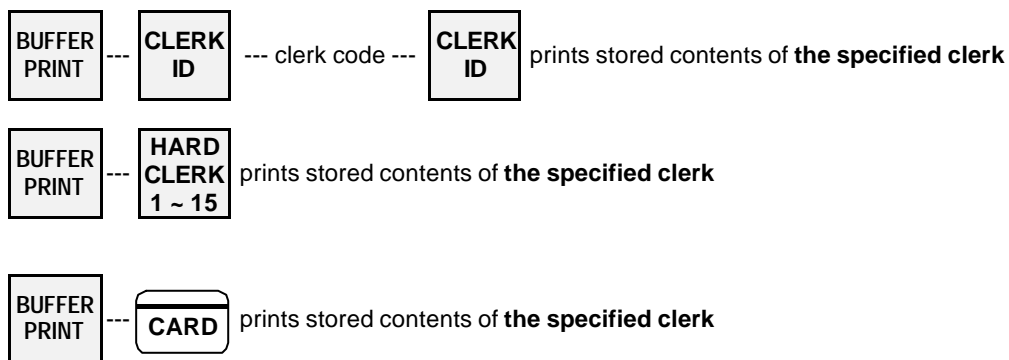 BUFFER PRINT --- CLERK ID --- clerk code --- CLERK ID prints stored contents of the specified clerk
BUFFER PRINT --- HARD CLERK 1 ~ 15 prints stored contents of the specified clerk
BUFFER PRINT --- CARD prints stored contents of the specified clerk